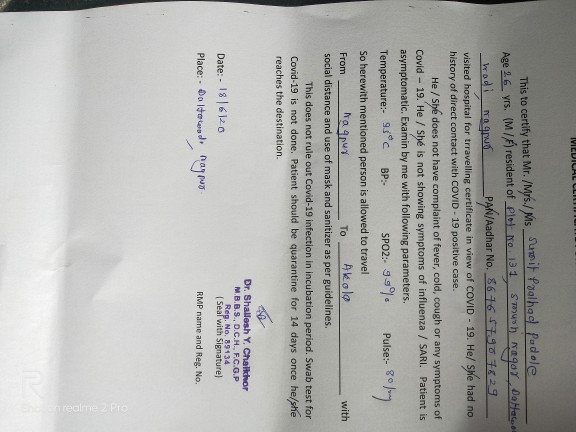 MEDICAL CERTIFICATE
This to certify that Mr. /Mrs./Ms Sumit Pralhad Padole
Age 26 yrs. (M / F) resident of plot no 131, smruti nagar, Dattawadi
wadi, nagpur PAN/Aadhar No. 8676 5790 7829
visited hospital for travelling certificate in view of COVID - 19. He/ She had no
history of direct contact with COVID - 19 positive case.
He / She does not have complaint of fever, cold, cough or any symptoms of
Covid – 19. He / She is not showing symptoms of influenza / SARI. Patient is
asymptomatic. Examin by me with following parameters.
Temperature:- 95°C BP:- SPO2:- 99% Pulse:- 80/m
So herewith mentioned person is allowed to travel
From Nagpur To Akola with
social distance and use of mask and sanitizer as per guidelines.
This does not rule out Covid-19 infection in incubation period. Swab test for
Covid-19 is not done. Patient should be quarantine for 14 days once he/she
reaches the destination.
Dr. Shailesh Y. Chalkhor
M.B.B.S., D.C.H., F.C.G.P
Reg. No. 89134
( Seal with Signature)
Date: - 18/6/20
RMP name and Reg. No.
Place: - Dattawadi, nagpur
Shot on realme 2 Pro